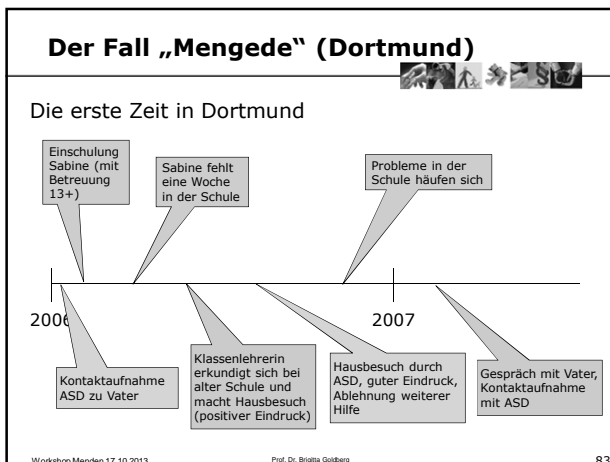 Der Fall „Mengede“ (Dortmund)
Die erste Zeit in Dortmund
Einschulung
Sabine (mit
Betreuung
13+)
Sabine fehlt
eine Woche
in der Schule
Probleme in der
Schule häufen sich
2006
2007
Kontaktaufnahme
ASD zu Vater
Klassenlehrerin
erkundigt sich bei
alter Schule und
macht Hausbesuch
(positiver Eindruck)
Hausbesuch durch
ASD, guter Eindruck,
Ablehnung weiterer
Hilfe
Gespräch mit Vater,
Kontaktaufnahme
mit ASD
Workshop Menden 17.10.2013
Prof. Dr. Brigitta Goldberg
83